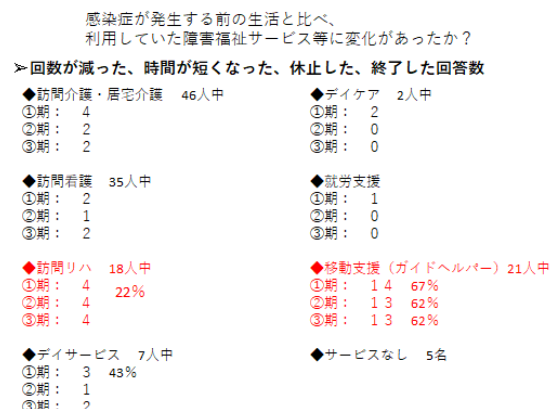 感染症が発生する前の生活と比べ、
利用していた障害福祉サービス等に変化があったか？
➢回数が減った、時間が短くなった、休止した、終了した回答数
◆訪問介護・居宅介護　46人中
①期：　4
②期：　2
③期：　2
◆訪問看護　35人中
①期：　2
②期：　1
③期：　2
◆訪問リハ　18人中
①期：　4
②期：　4　22%
③期：　4
◆デイサービス　7人中
①期：　3　43%
②期：　1
③期：　2
◆デイケア　2人中
①期：　2
②期：　0
③期：　0
◆就労支援
①期：　1
②期：　0
③期：　0
◆移動支援（ガイドヘルパー）21人中
①期：　14　67%
②期：　13　62%
③期：　13　62%
◆サービスなし　5名